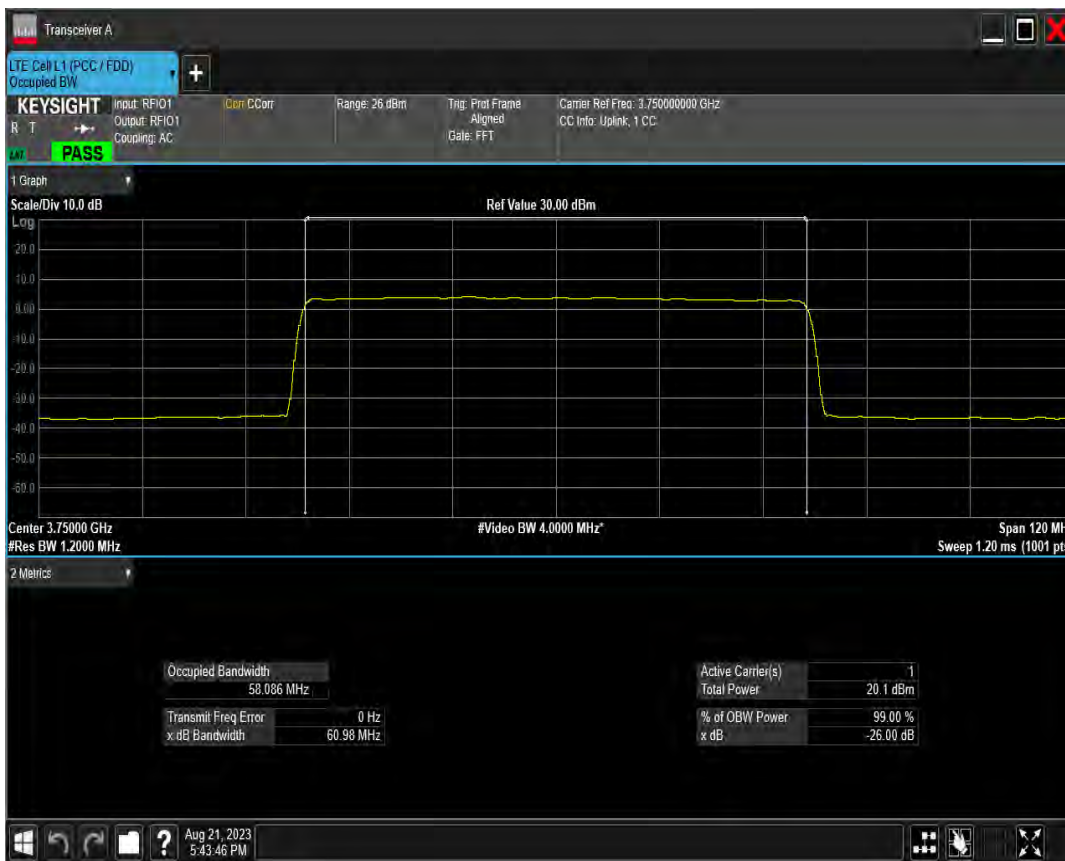 Transceiver A
LTE Cell L1 (PCC / FDD)
Occupied BW
+
KEYSIGHT
R T
PASS
Input: RFIO1
Output: RFIO1
Coupling: AC
Corr CCorr
Range: 26 dBm
Trig: Prot Frame
Aligned
Gate: FFT
Carrier Ref Freq: 3.750000000 GHz
CC Info: Uplink, 1 CC
1 Graph
Scale/Div 10.0 dB
Ref Value 30.00 dBm
Log
20.0
10.0
0.00
-10.0
-20.0
-30.0
-40.0
-50.0
-60.0
Center 3.75000 GHz
#Video BW 4.0000 MHz*
Span 120 MH
#Res BW 1.2000 MHz
Sweep 1.20 ms (1001 pts
2 Metrics
Occupied Bandwidth
58.086 MHz
Transmit Freq Error 0 Hz
x dB Bandwidth 60.98 MHz
Active Carrier(s) 1
Total Power 20.1 dBm
% of OBW Power 99.00 %
x dB -26.00 dB
?
Aug 21, 2023
5:43:46 PM